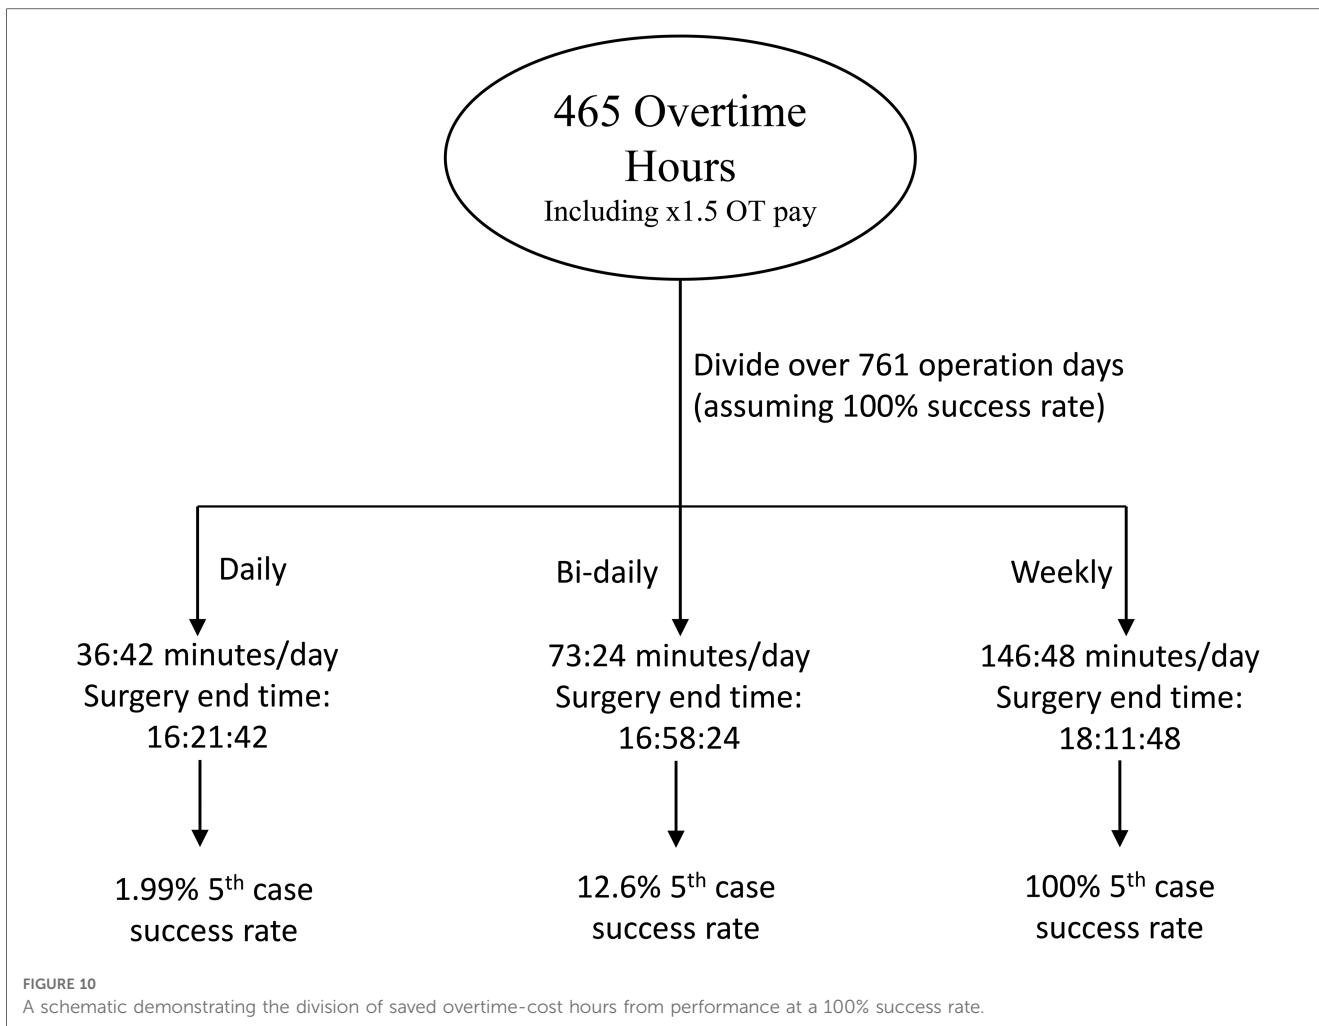 465 Overtime
Hours
Including x1.5 OT pay
Divide over 761 operation days
(assuming 100% success rate)
Daily
Bi-daily
Weekly
36:42 minutes/day
Surgery end time:
16:21:42
73:24 minutes/day
Surgery end time:
16:58:24
146:48 minutes/day
Surgery end time:
18:11:48
1.99% 5th case
success rate
12.6% 5th case
success rate
100% 5th case
success rate
FIGURE 10
A schematic demonstrating the division of saved overtime-cost hours from performance at a 100% success rate.